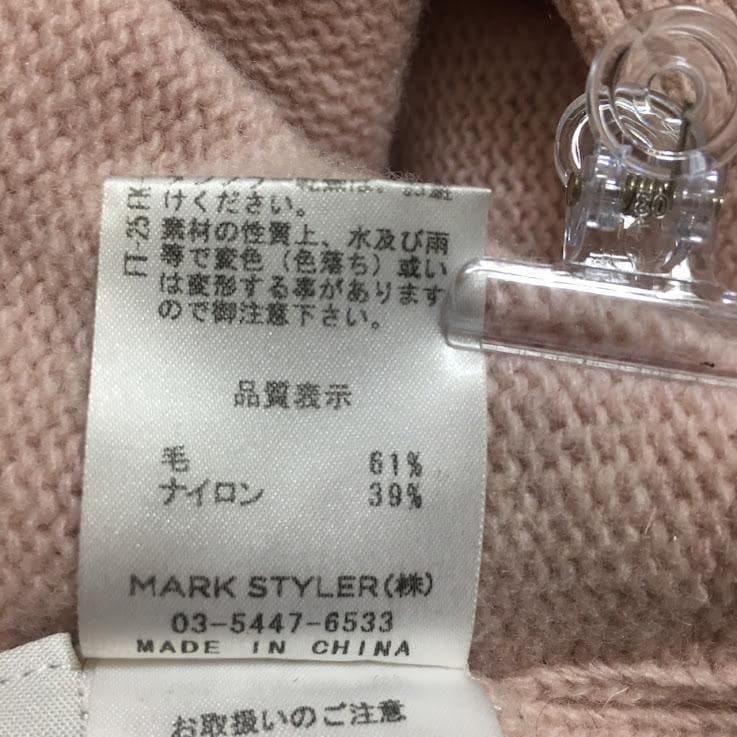 けください。
素材の性質上、水及び雨
等で変色（色落ち）或い
は変形する事があります
ので御注意下さい。
FT-25 FK-
品質表示
毛 61%
ナイロン 39%
MARK STYLER(株)
03-5447-6533
MADE IN CHINA
お取扱いのご注意